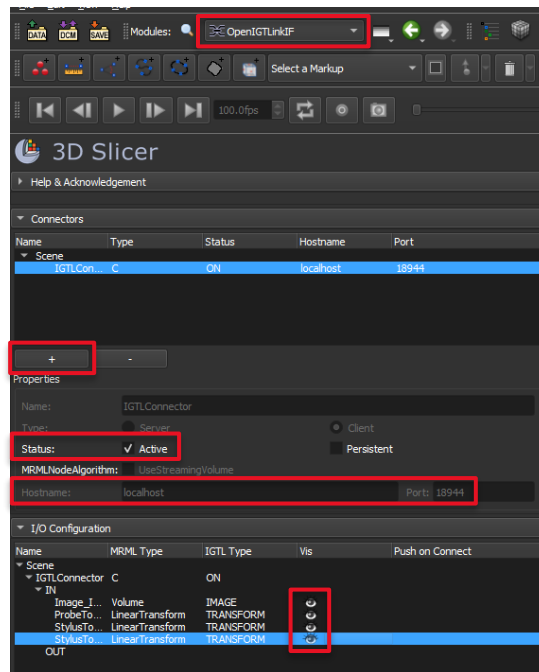 DATA DCM SAVE Modules: OpenIGTLinkIF
Select a Markup
100.0fps
3D Slicer
Help & Acknowledgement
Connectors
Name Type Status Hostname Port
Scene
IGTLCon... C ON localhost 18944
+ -
Properties
Name: IGTLConnector
Type: Server Client
Status: Active Persistent
MRMLNodeAlgorithm: UseStreamingVolume
Hostname: localhost Port: 18944
I/O Configuration
Name MRML Type IGTL Type Vis Push on Connect
Scene
IGTLConnector C ON
IN
Image_I... Volume IMAGE
ProbeTo... LinearTransform TRANSFORM
StylusTo... LinearTransform TRANSFORM
StylusTo... LinearTransform TRANSFORM
OUT